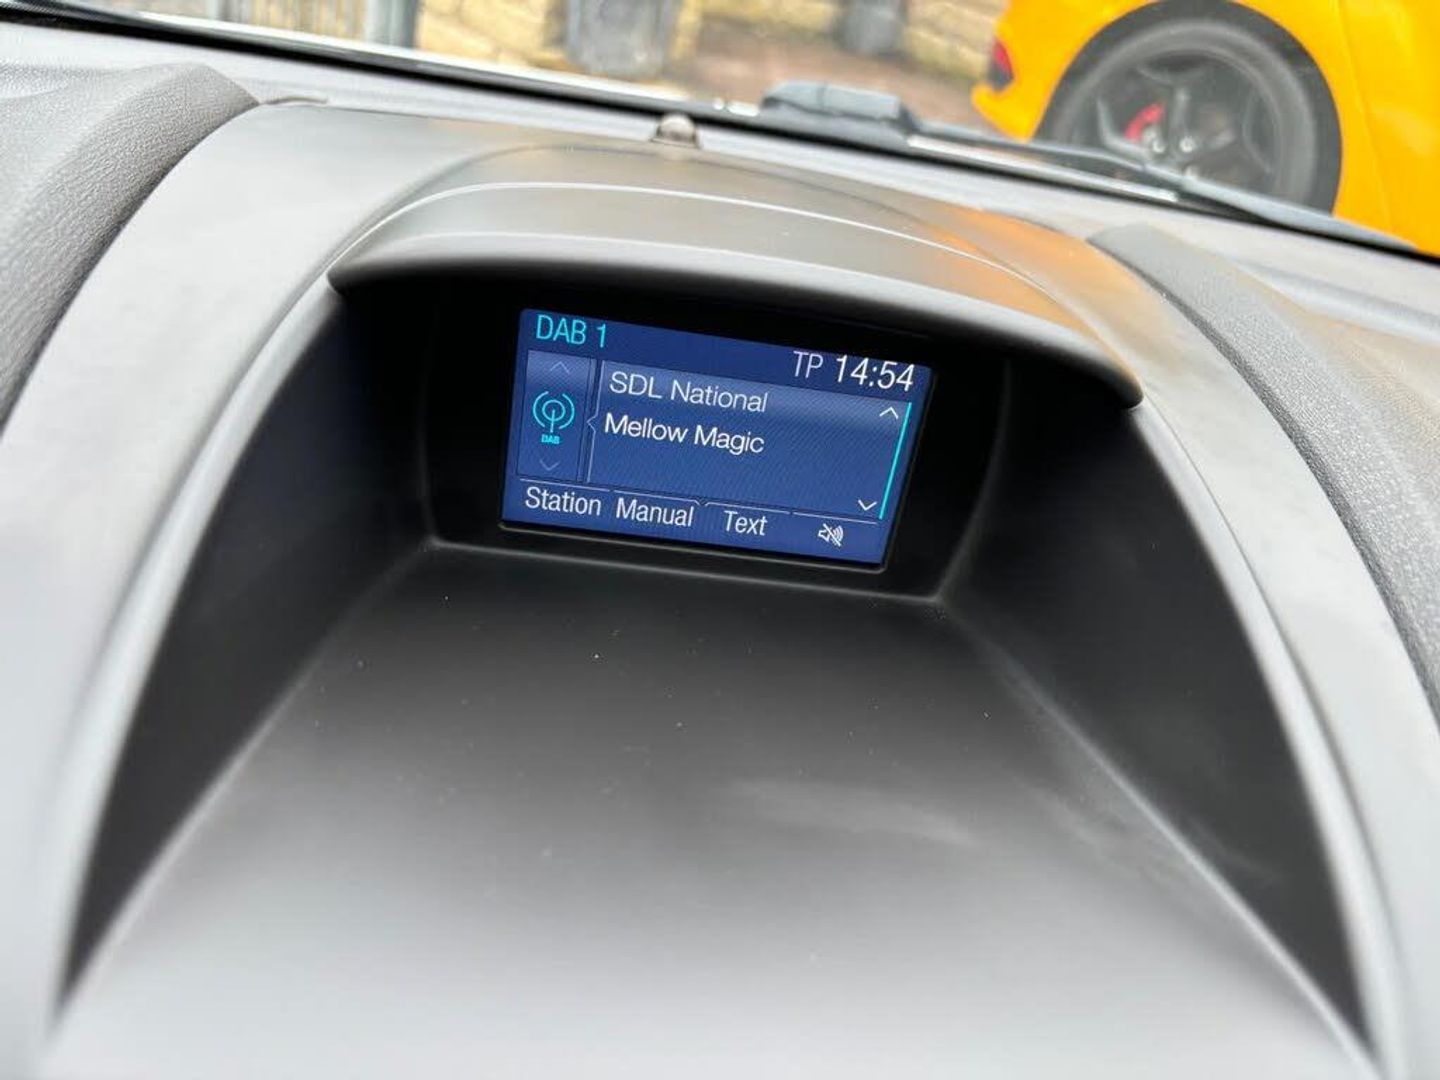 DAB 1
TP 14:54
SDL National
DAB
Mellow Magic
Station Manual Text